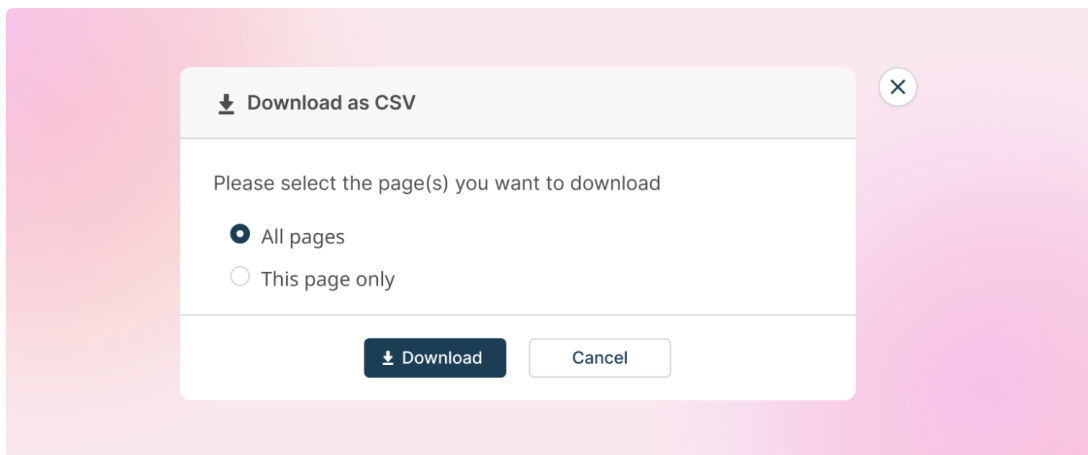 Download as CSV
Please select the page(s) you want to download
All pages
This page only
Download
Cancel